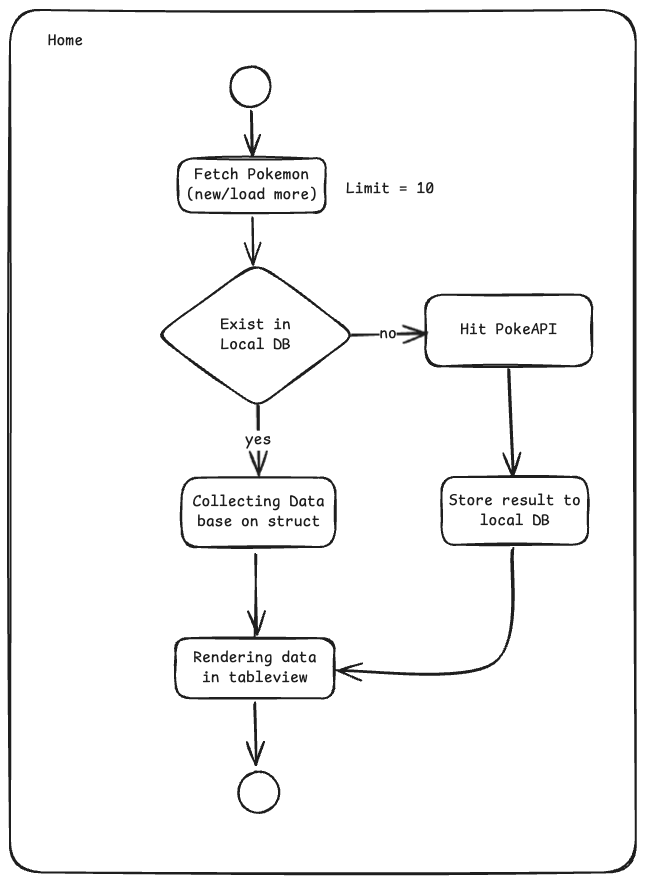 Home
Fetch Pokemon
(new/load more)
Limit = 10
Exist in
Local DB
no
Hit PokeAPI
yes
Collecting Data
base on struct
Store result to
local DB
Rendering data
in tableview